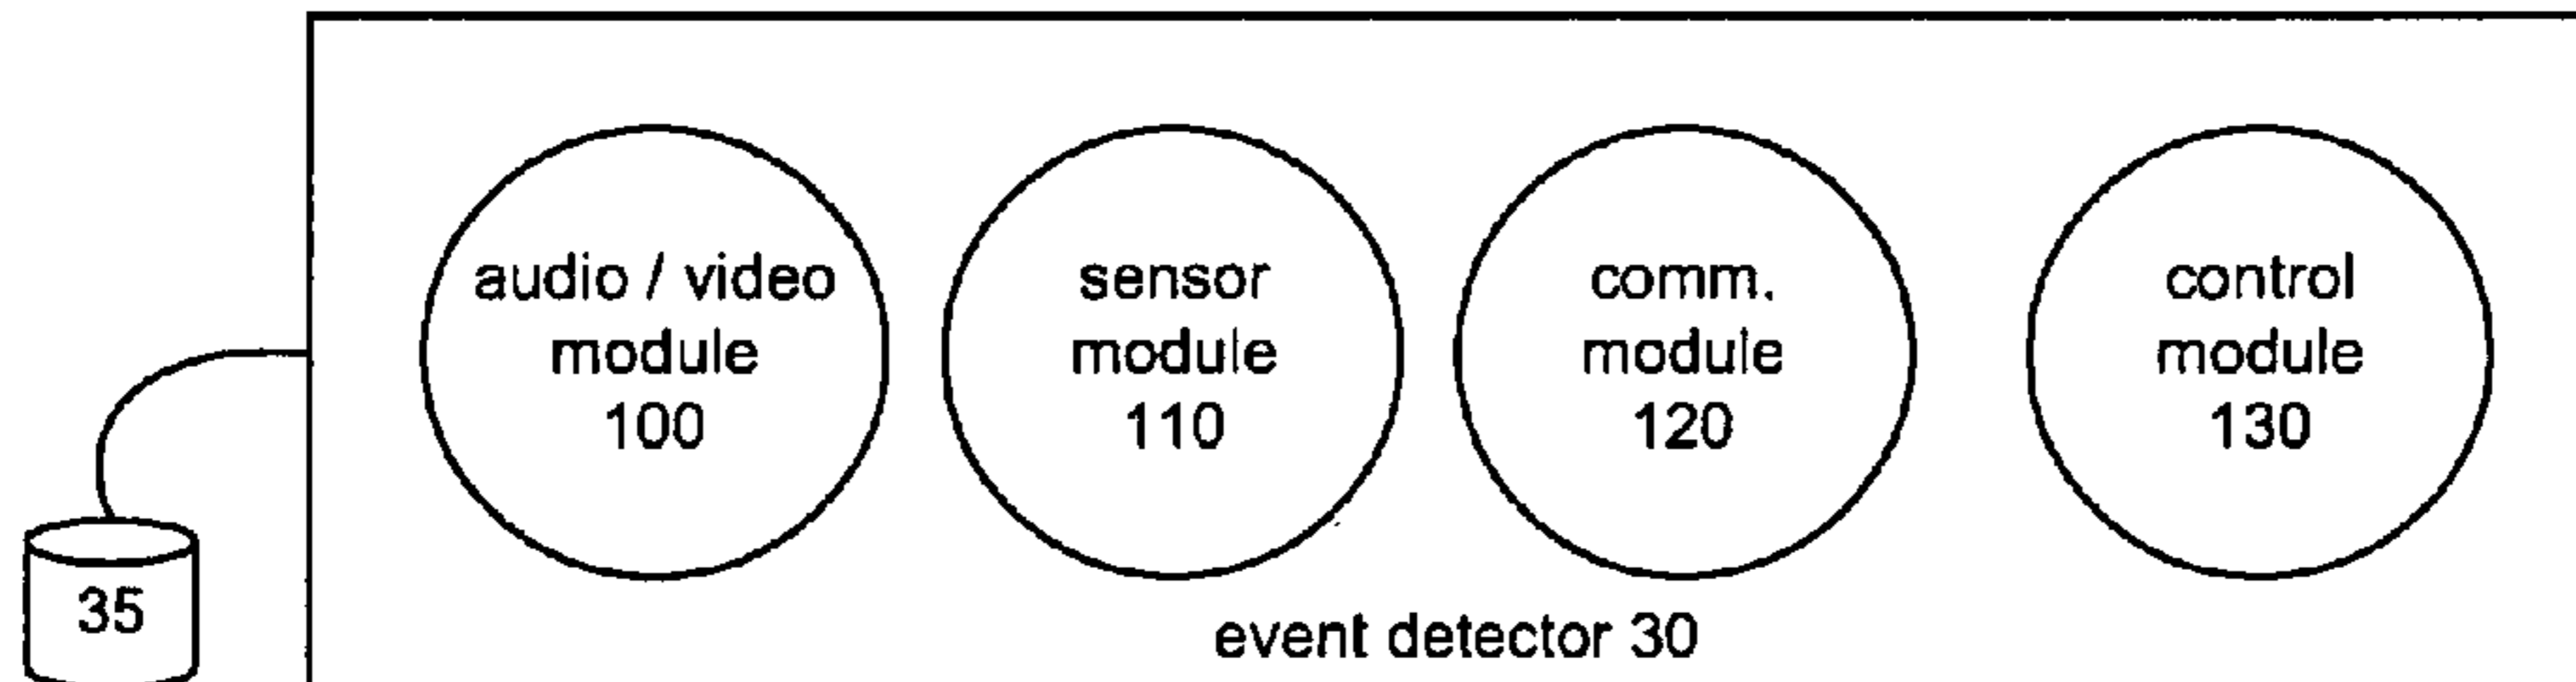 audio / video
module
100
sensor
module
110
comm.
module
120
control
module
130
35
event detector 30